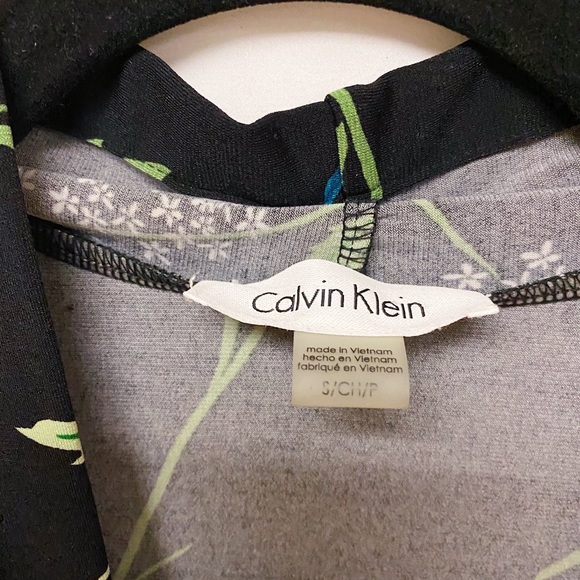 Calvin Klein
made in Vietnam
hecho en Vietnam
fabriqué en Vietnam
S/CH/P